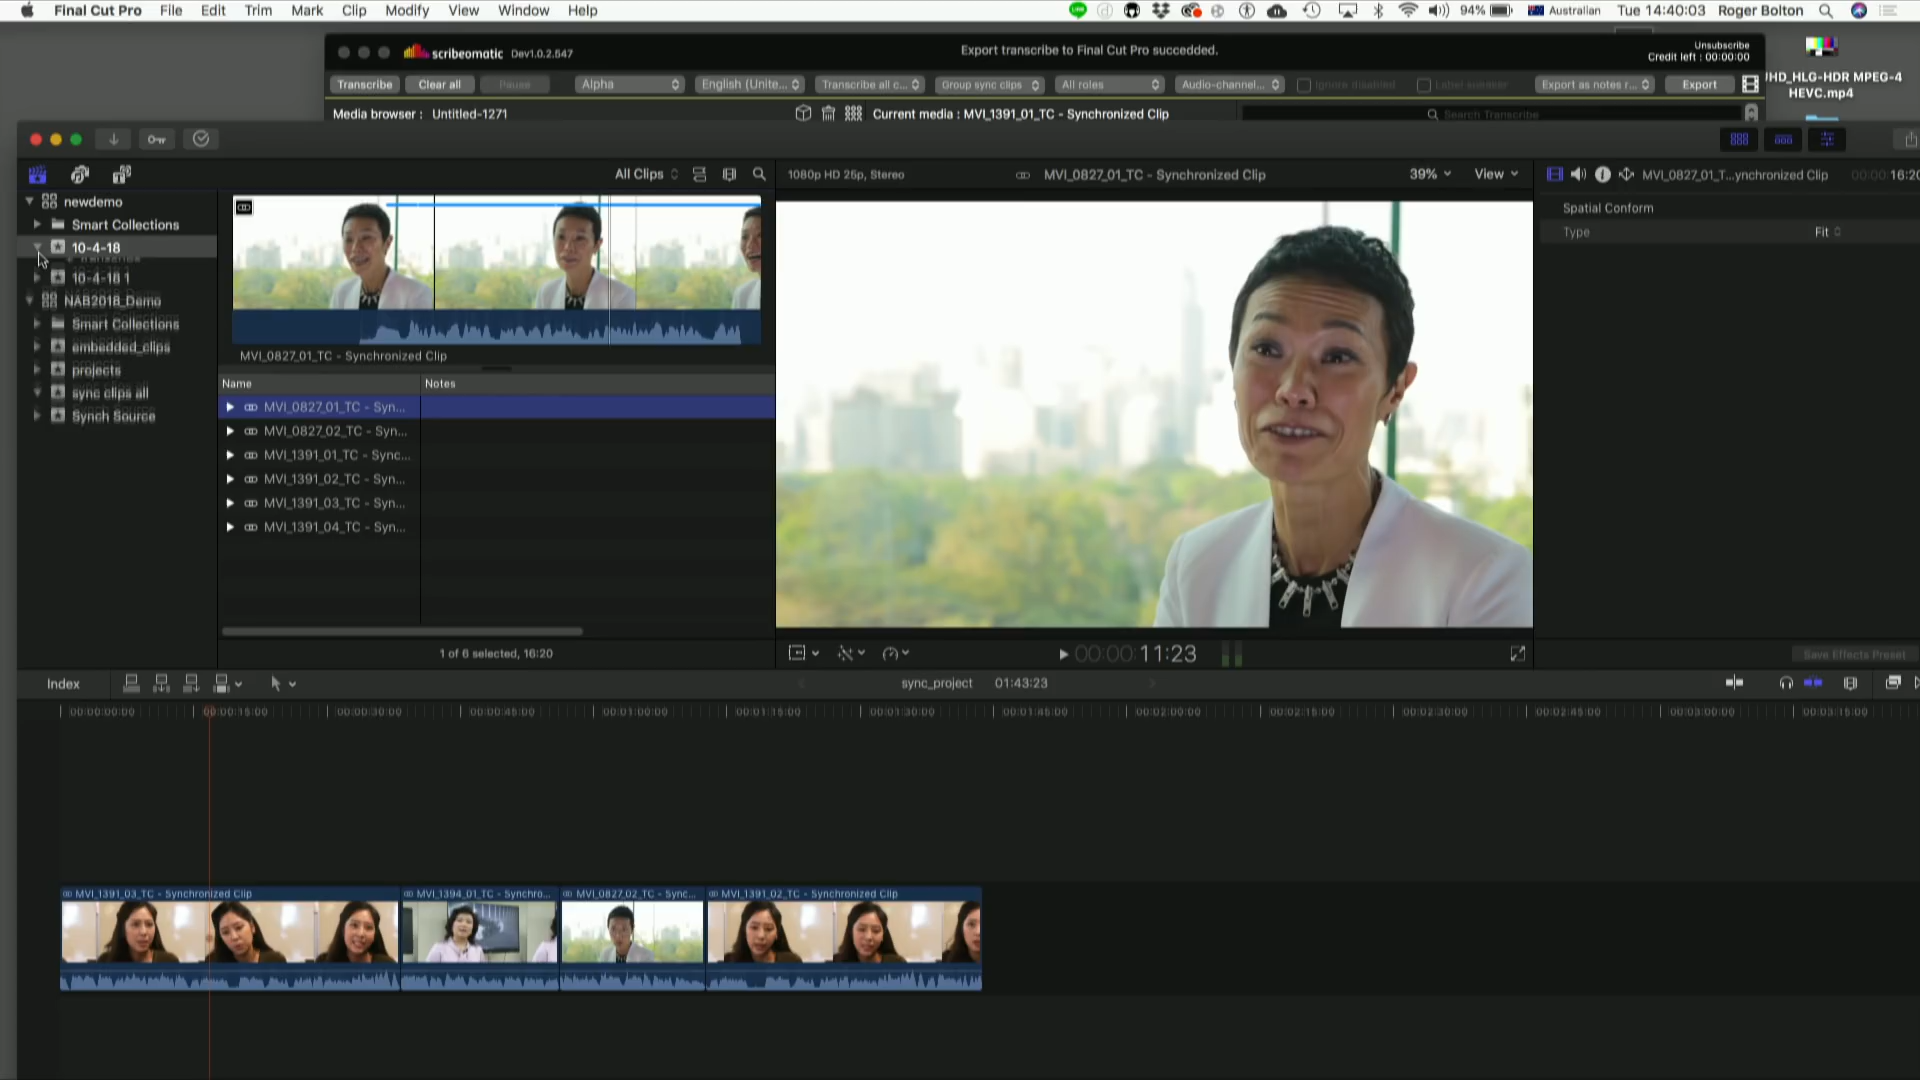 Final Cut Pro File Edit Trim Mark Clip Modify View Window Help 94% Australian Tue 14:40:03 Roger Bolton
scribeomatic Dev1.0.2.547 Export transcribe to Final Cut Pro succedded. Unsubscribe
Credit left : 00:00:00
Transcribe Clear all Pause Alpha English (Unite... Transcribe all c... Group sync clips All roles Audio-channel... Ignore disabled Export as notes r... Export
JHD_HLG-HDR MPEG-4
HEVC.mp4
Media browser : Untitled-1271 Current media : MVI_1391_01_TC - Synchronized Clip Search Transcribe
All Clips 1080p HD 25p, Stereo MVI_0827_01_TC - Synchronized Clip 39% View MVI_0827_01_T...ynchronized Clip 00:00:16:20
newdemo
Smart Collections
10-4-18
10-4-18 1
NAB2018_Demo
Smart Collections
embedded_clips
projects
sync clips all
Synch Source
MVI_0827_01_TC - Synchronized Clip
Name Notes
MVI_0827_01_TC - Syn...
MVI_0827_02_TC - Syn...
MVI_1391_01_TC - Sync...
MVI_1391_02_TC - Syn...
MVI_1391_03_TC - Syn...
MVI_1391_04_TC - Syn...
1 of 6 selected, 16:20
Spatial Conform
Type Fit
00:00:11:23
Save Effects Preset
Index sync_project 01:43:23
00:00:00:00 00:00:15:00 00:00:30:00 00:00:45:00 00:01:00:00 00:01:15:00 00:01:30:00 00:01:45:00 00:02:00:00 00:02:15:00 00:02:30:00 00:02:45:00 00:03:00:00 00:03:15:00
MVI_1391_03_TC - Synchronized Clip MVI_1394_01_TC - Synchro... MVI_0827_02_TC - Sync... MVI_1391_02_TC - Synchronized Clip